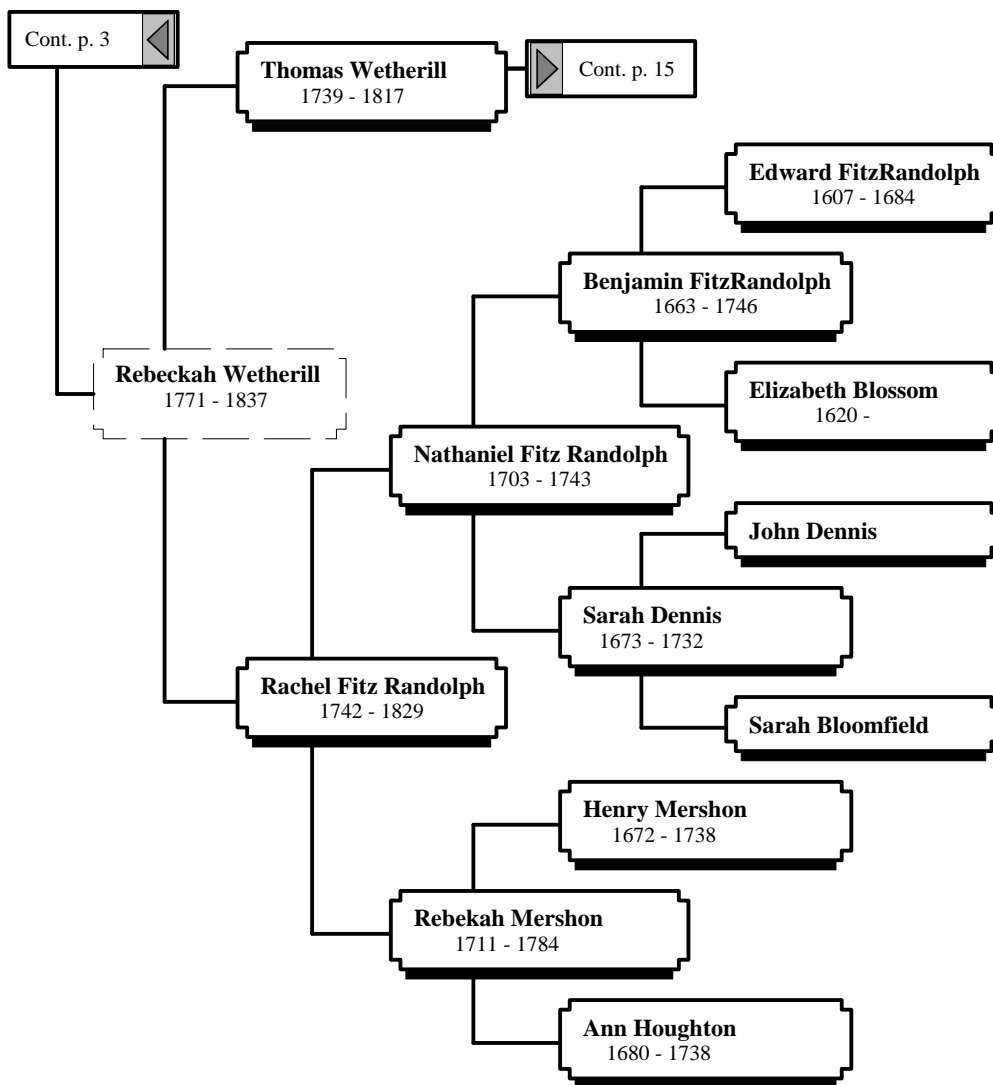 Cont. p. 3
Thomas Wetherill
1739 - 1817
Cont. p. 15
Edward FitzRandolph
1607 - 1684
Benjamin FitzRandolph
1663 - 1746
Rebeckah Wetherill
1771 - 1837
Elizabeth Blossom
1620 -
Nathaniel Fitz Randolph
1703 - 1743
John Dennis
Sarah Dennis
1673 - 1732
Rachel Fitz Randolph
1742 - 1829
Sarah Bloomfield
Henry Mershon
1672 - 1738
Rebekah Mershon
1711 - 1784
Ann Houghton
1680 - 1738